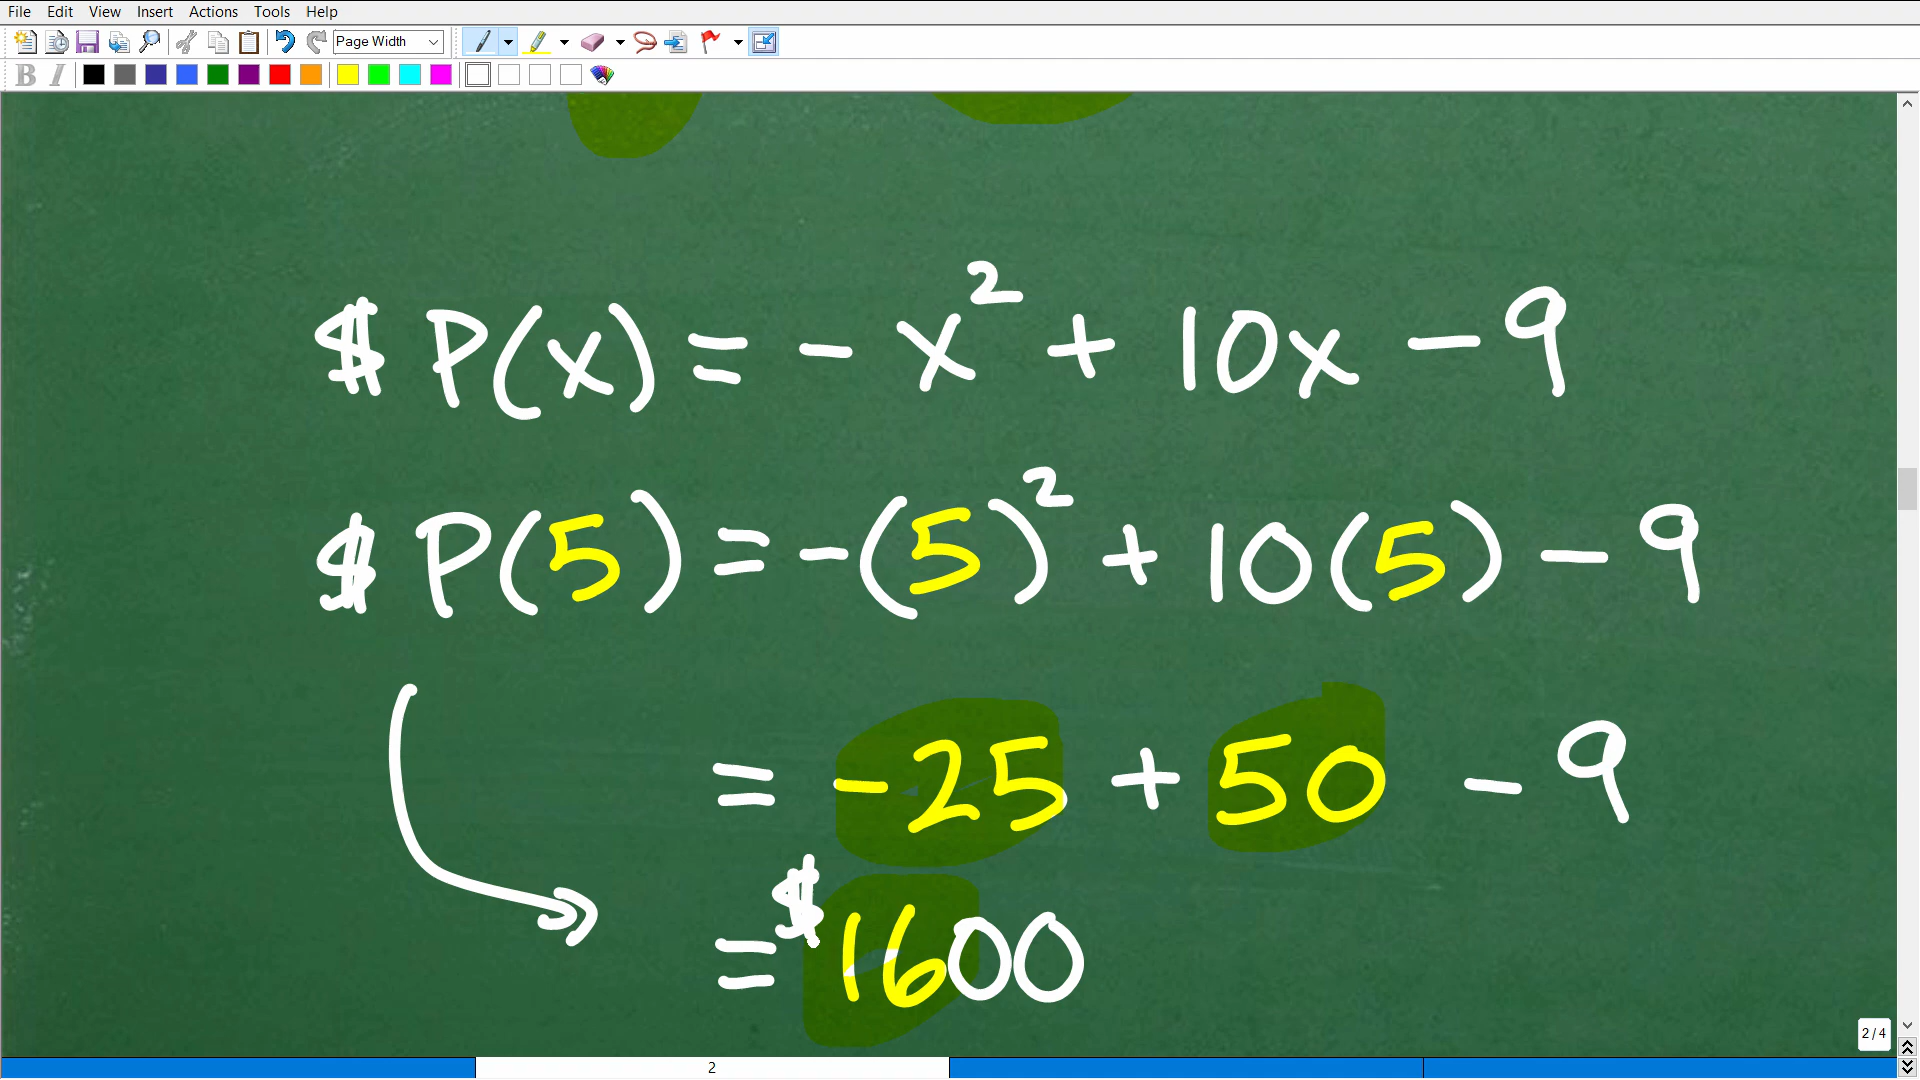 File Edit View Insert Actions Tools Help
Page Width
B I
$ P(x) = - x² + 10x - 9
$ P(5) = -(5)² + 10(5) - 9
= -25 + 50 - 9
= $1600
2 / 4
2